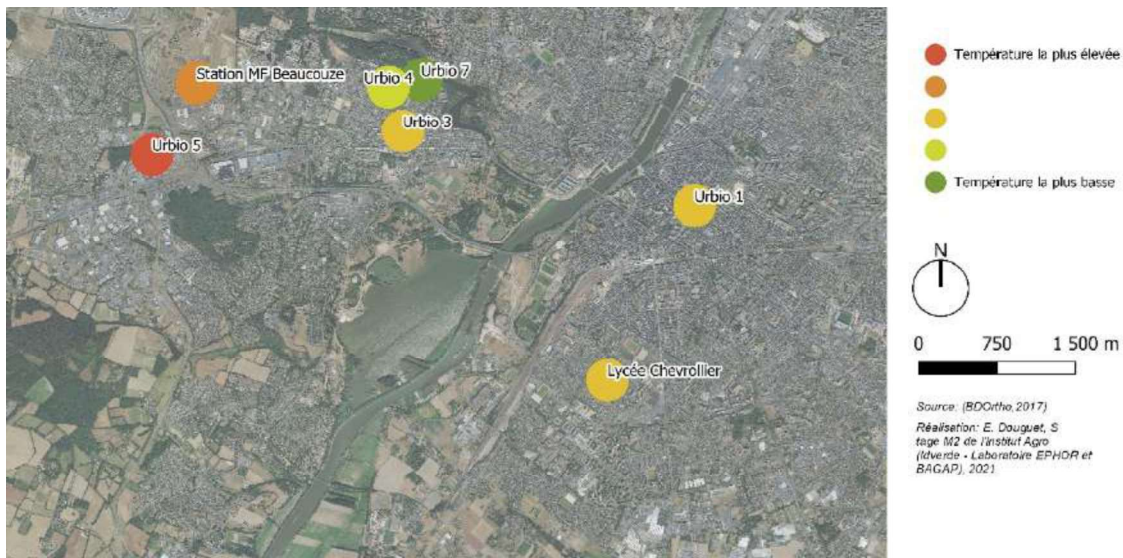 Station MF Beaucouze
Urbio 4
Urbio 7
Urbio 3
Urbio 5
Urbio 1
Lycée Chevrollier
Température la plus élevée
Température la plus basse
N
0 750 1 500 m
Source: (BDOrtho, 2017)
Réalisation: E. Douguet, S
tage M2 de l'Institut Agro
(Idverde - Laboratoire EPHOR et
BAGAP), 2021